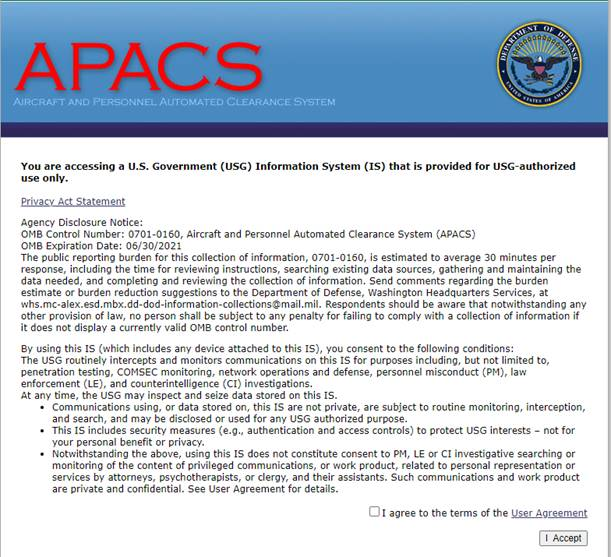 APACS
AIRCRAFT AND PERSONNEL AUTOMATED CLEARANCE SYSTEM
DEPARTMENT OF DEFENSE
UNITED STATES OF AMERICA
You are accessing a U.S. Government (USG) Information System (IS) that is provided for USG-authorized
use only.
Privacy Act Statement
Agency Disclosure Notice:
OMB Control Number: 0701-0160, Aircraft and Personnel Automated Clearance System (APACS)
OMB Expiration Date: 06/30/2021
The public reporting burden for this collection of information, 0701-0160, is estimated to average 30 minutes per
response, including the time for reviewing instructions, searching existing data sources, gathering and maintaining the
data needed, and completing and reviewing the collection of information. Send comments regarding the burden
estimate or burden reduction suggestions to the Department of Defense, Washington Headquarters Services, at
whs.mc-alex.esd.mbx.dd-dod-information-collections@mail.mil. Respondents should be aware that notwithstanding any
other provision of law, no person shall be subject to any penalty for failing to comply with a collection of information if
it does not display a currently valid OMB control number.
By using this IS (which includes any device attached to this IS), you consent to the following conditions:
The USG routinely intercepts and monitors communications on this IS for purposes including, but not limited to,
penetration testing, COMSEC monitoring, network operations and defense, personnel misconduct (PM), law
enforcement (LE), and counterintelligence (CI) investigations.
At any time, the USG may inspect and seize data stored on this IS.
• Communications using, or data stored on, this IS are not private, are subject to routine monitoring, interception,
and search, and may be disclosed or used for any USG authorized purpose.
• This IS includes security measures (e.g., authentication and access controls) to protect USG interests – not for
your personal benefit or privacy.
• Notwithstanding the above, using this IS does not constitute consent to PM, LE or CI investigative searching or
monitoring of the content of privileged communications, or work product, related to personal representation or
services by attorneys, psychotherapists, or clergy, and their assistants. Such communications and work product
are private and confidential. See User Agreement for details.
I agree to the terms of the User Agreement
I Accept